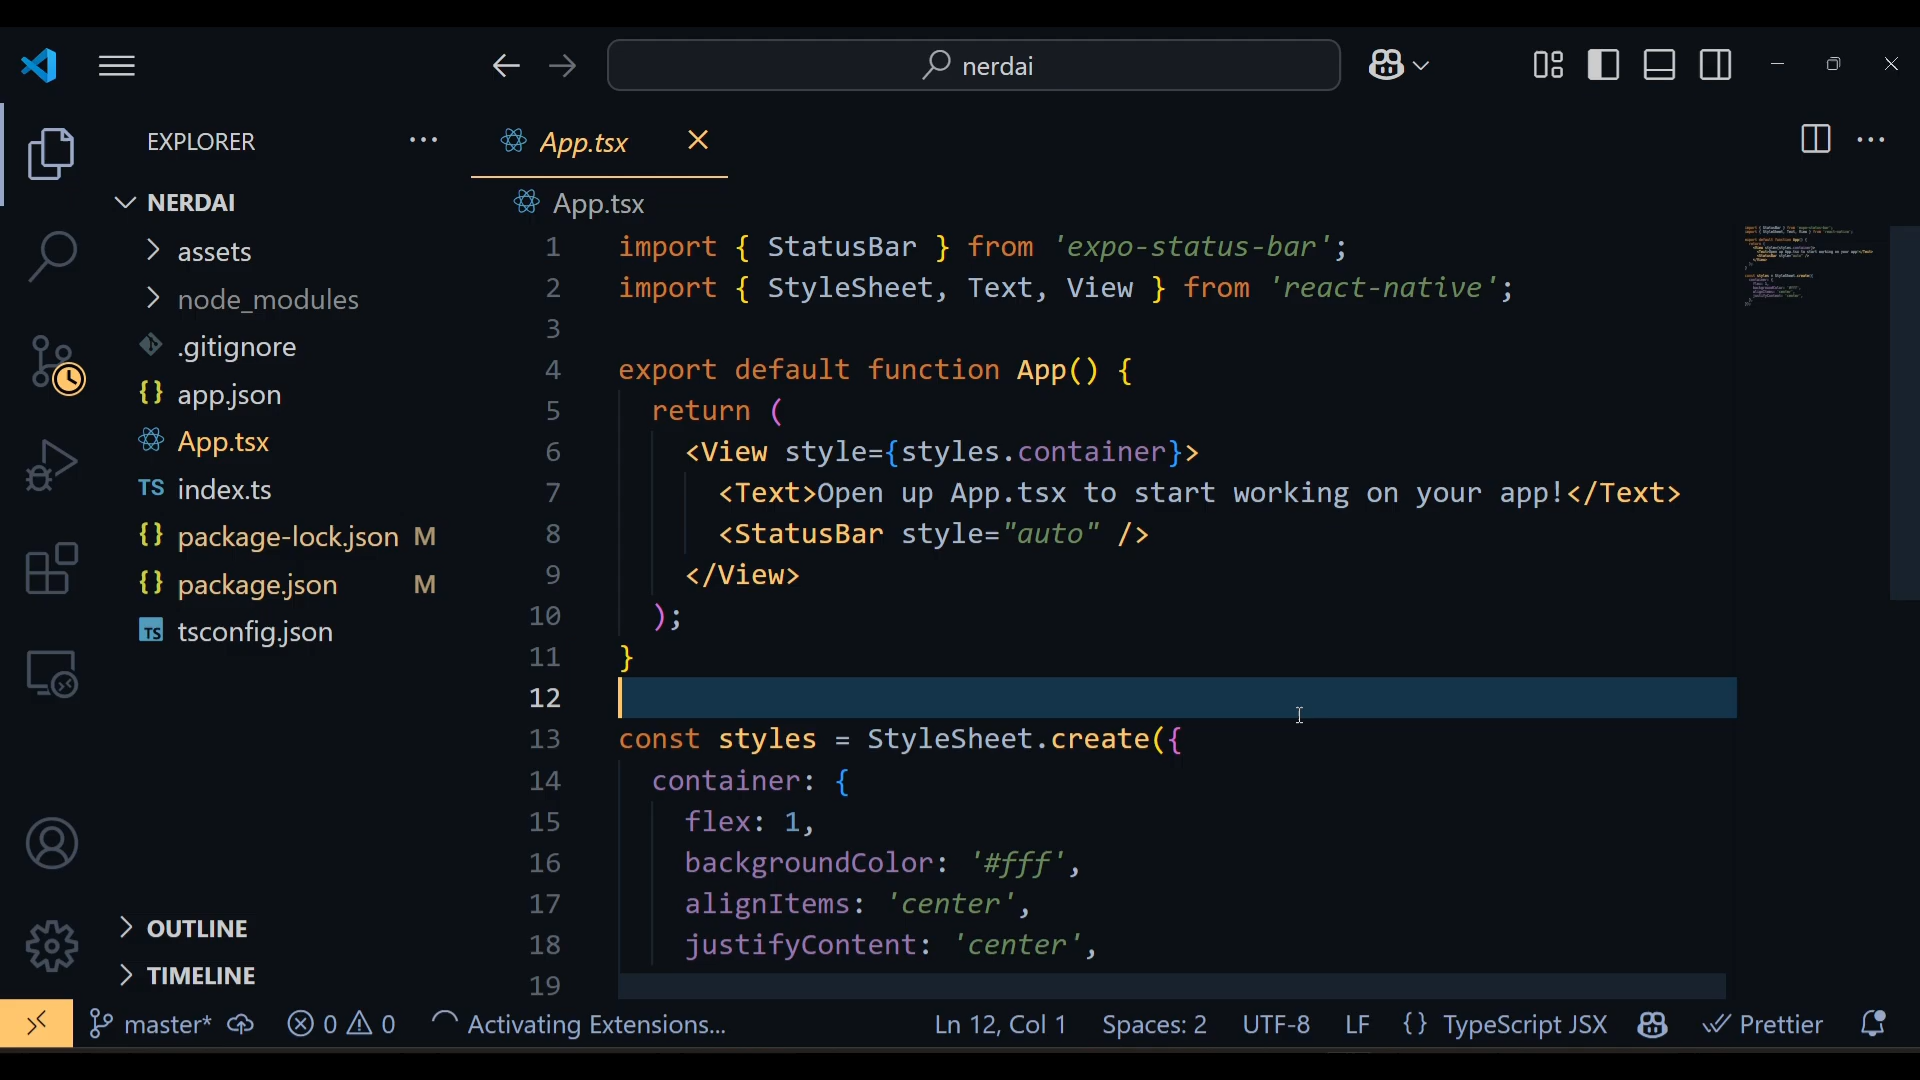 nerdai
EXPLORER
App.tsx
NERDAI
assets
node_modules
.gitignore
{} app.json
App.tsx
TS index.ts
{} package-lock.json M
{} package.json M
TS tsconfig.json
OUTLINE
TIMELINE
App.tsx
1 import { StatusBar } from 'expo-status-bar';
2 import { StyleSheet, Text, View } from 'react-native';
3
4 export default function App() {
5 return (
6 <View style={styles.container}>
7 <Text>Open up App.tsx to start working on your app!</Text>
8 <StatusBar style="auto" />
9 </View>
10 );
11 }
12
13 const styles = StyleSheet.create({
14 container: {
15 flex: 1,
16 backgroundColor: '#fff',
17 alignItems: 'center',
18 justifyContent: 'center',
19
master* 0 0 Activating Extensions... Ln 12, Col 1 Spaces: 2 UTF-8 LF {} TypeScript JSX Prettier